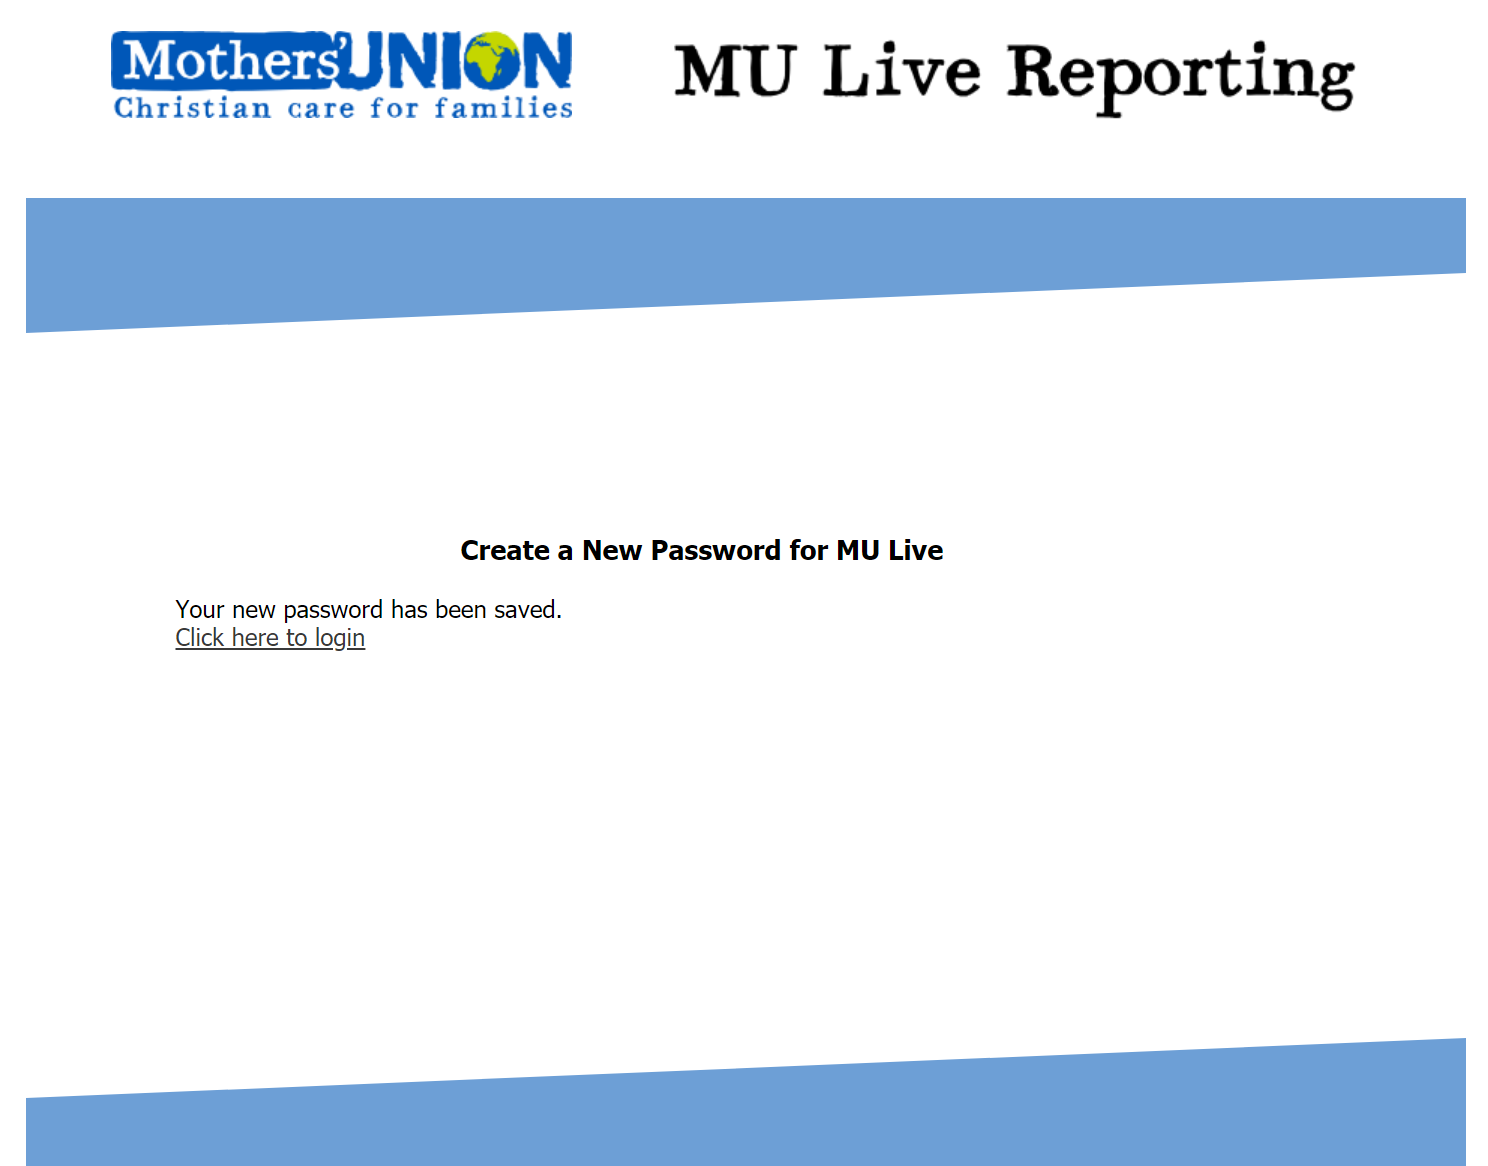 Mothers' UNION
Christian care for families
MU Live Reporting
Create a New Password for MU Live
Your new password has been saved.
Click here to login